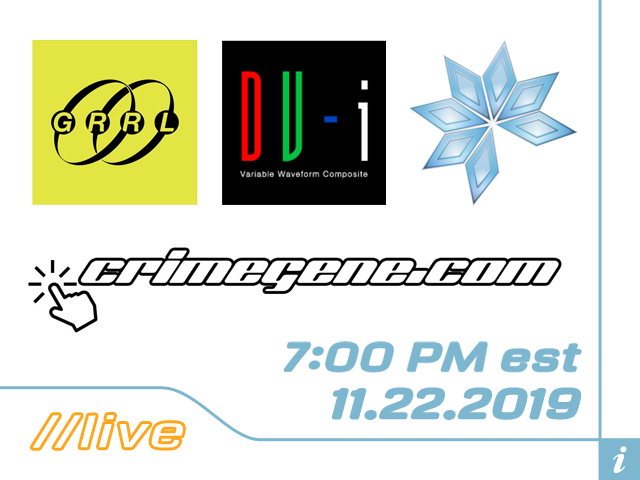 GRRL
DV-i
Variable Waveform Composite
crimegene.com
7:00 PM est
11.22.2019
//live
i